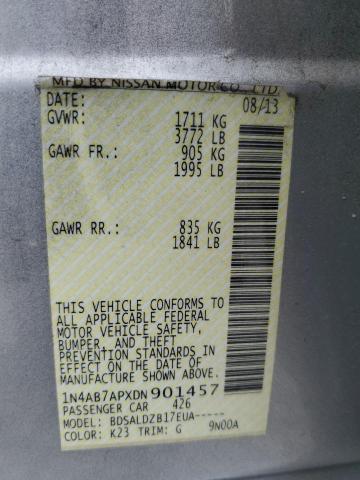 MFD BY NISSAN MOTOR CO., LTD.
DATE: 08/13
GVWR: 1711 KG
3772 LB
GAWR FR.: 905 KG
1995 LB
GAWR RR.: 835 KG
1841 LB
THIS VEHICLE CONFORMS TO
ALL APPLICABLE FEDERAL
MOTOR VEHICLE SAFETY,
BUMPER, AND THEFT
PREVENTION STANDARDS IN
EFFECT ON THE DATE OF
MANUFACTURE SHOWN ABOVE.
1N4AB7APXDN901457
PASSENGER CAR 426
MODEL: BDSALDZB17EUA-----
COLOR: K23 TRIM: G 9N00A